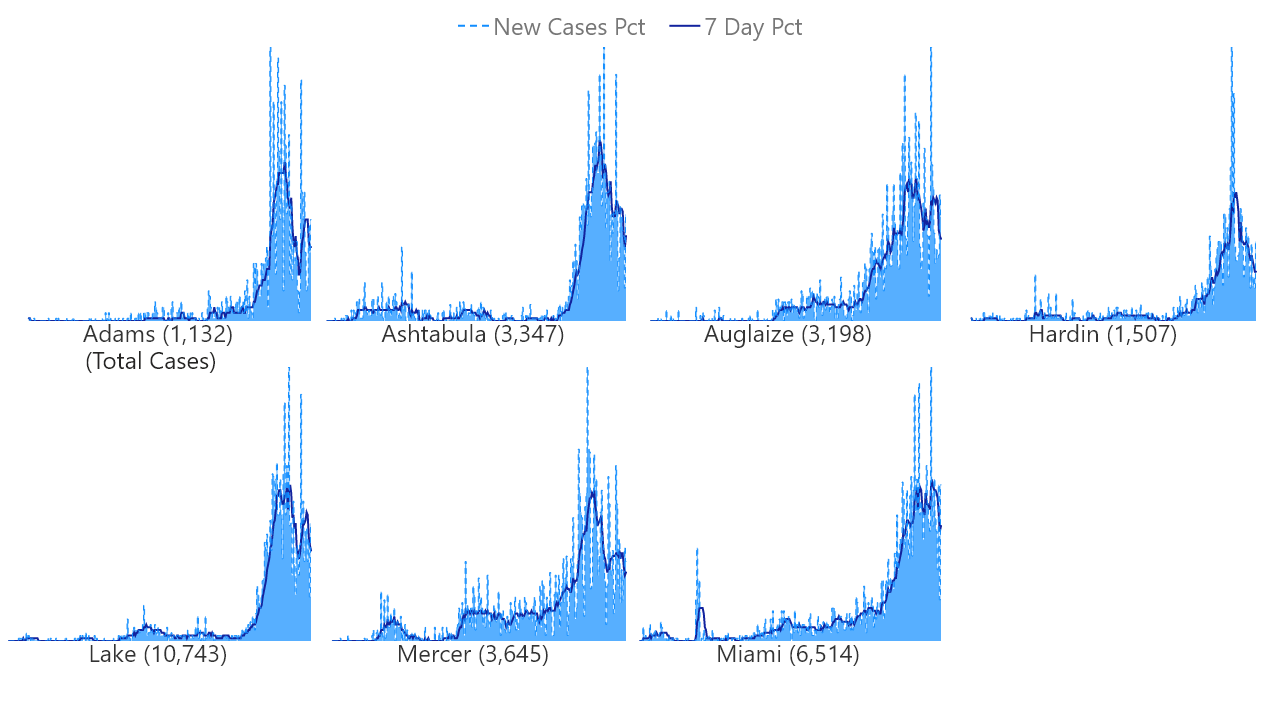 New Cases Pct 7 Day Pct
Adams (1,132)
(Total Cases)
Ashtabula (3,347)
Auglaize (3,198)
Hardin (1,507)
Lake (10,743)
Mercer (3,645)
Miami (6,514)